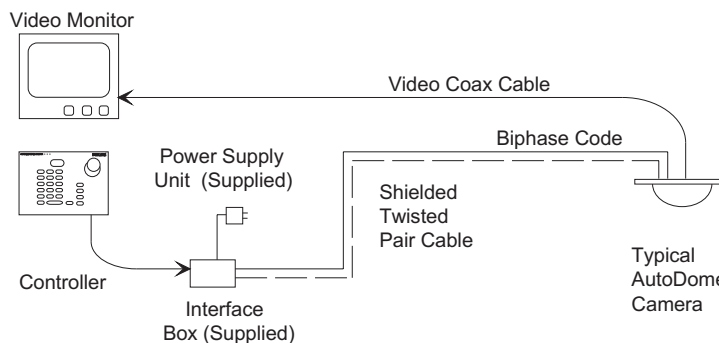 Video Monitor
Video Coax Cable
Biphase Code
Power Supply
Unit (Supplied)
Shielded
Twisted
Pair Cable
Controller
Interface
Box (Supplied)
Typical
AutoDome
Camera